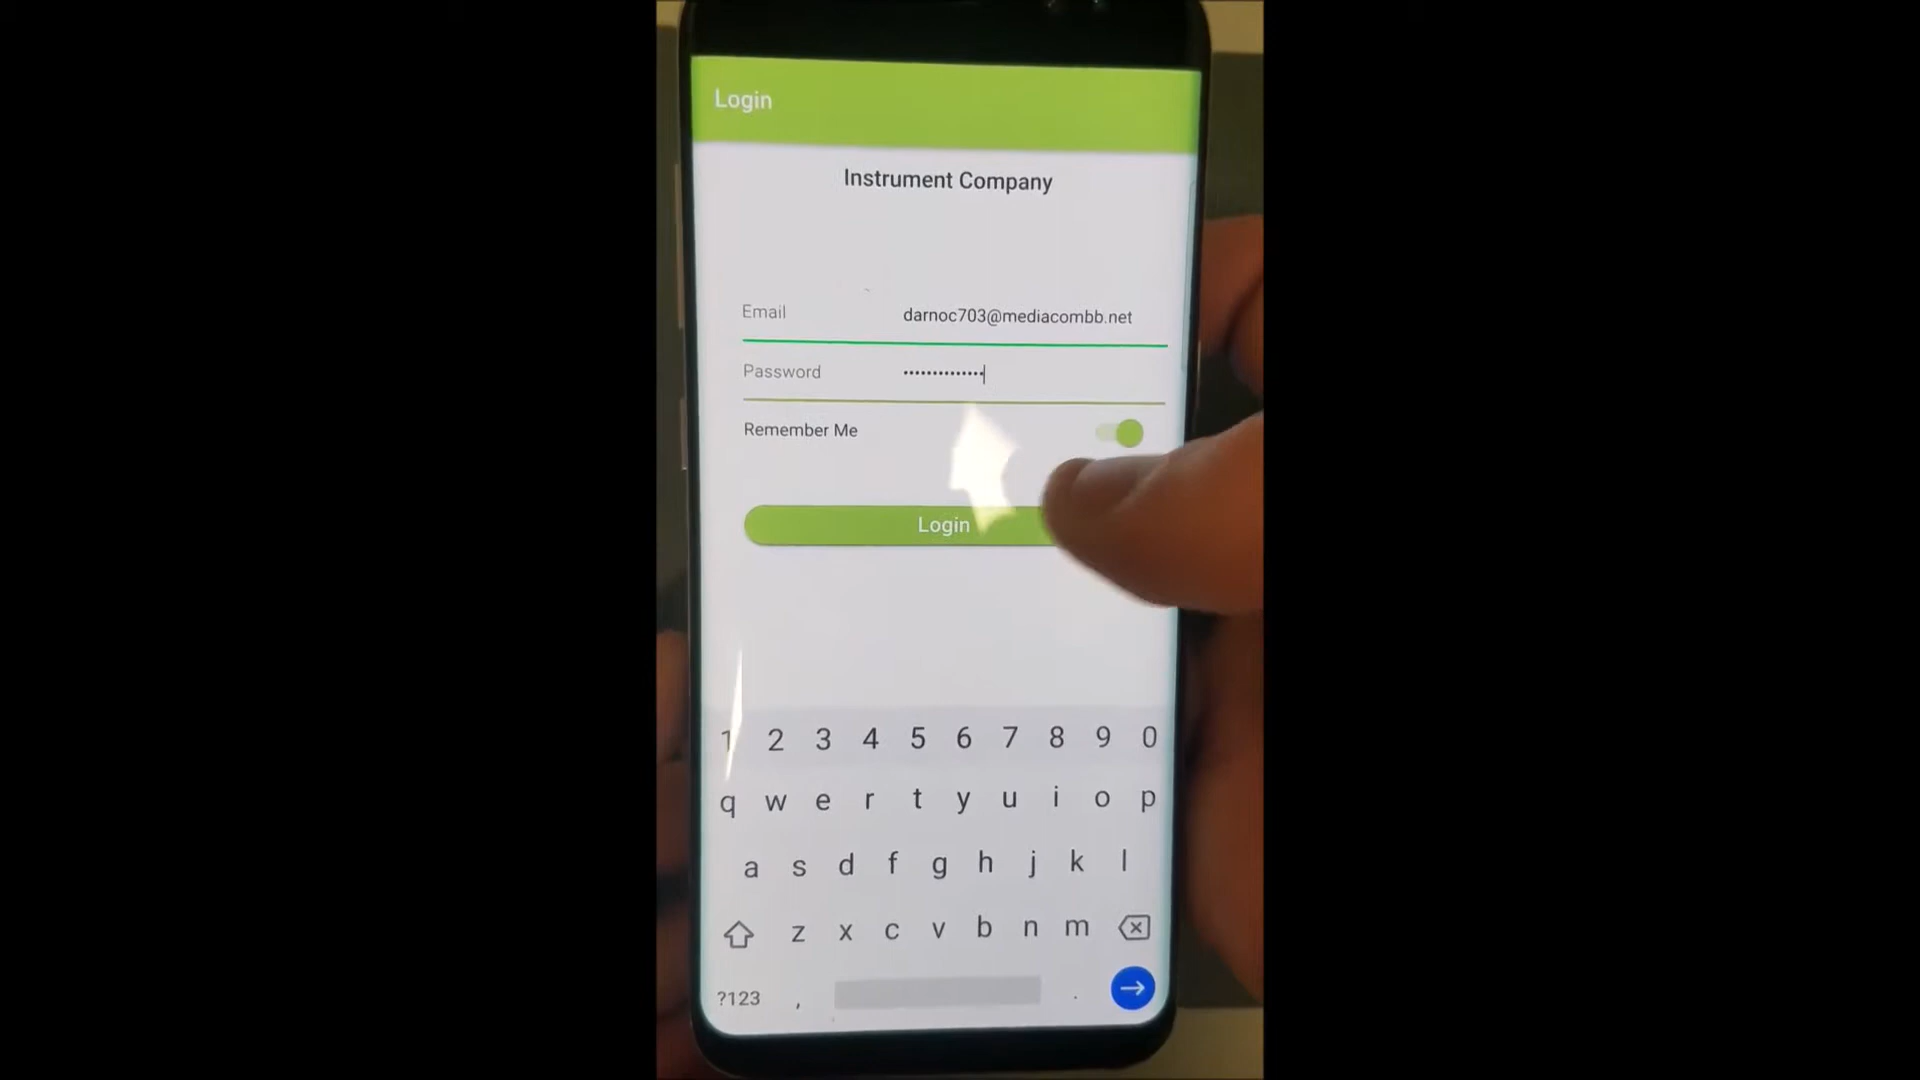 Login
Instrument Company
Email darnoc703@mediacombb.net
Password ••••••••••••••
Remember Me
Login
1 2 3 4 5 6 7 8 9 0
q w e r t y u i o p
a s d f g h j k l
z x c v b n m
?123 , .